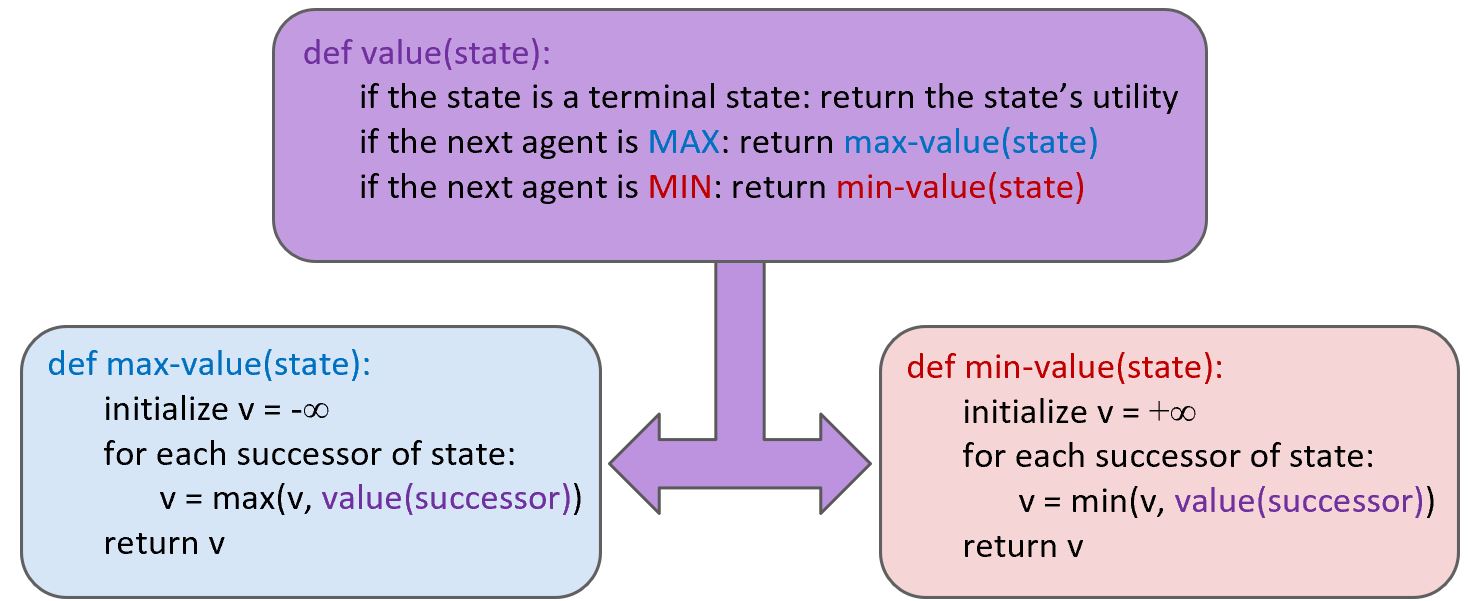 def value(state):
if the state is a terminal state: return the state’s utility
if the next agent is MAX: return max-value(state)
if the next agent is MIN: return min-value(state)
def max-value(state):
initialize v = -∞
for each successor of state:
v = max(v, value(successor))
return v
def min-value(state):
initialize v = +∞
for each successor of state:
v = min(v, value(successor))
return v